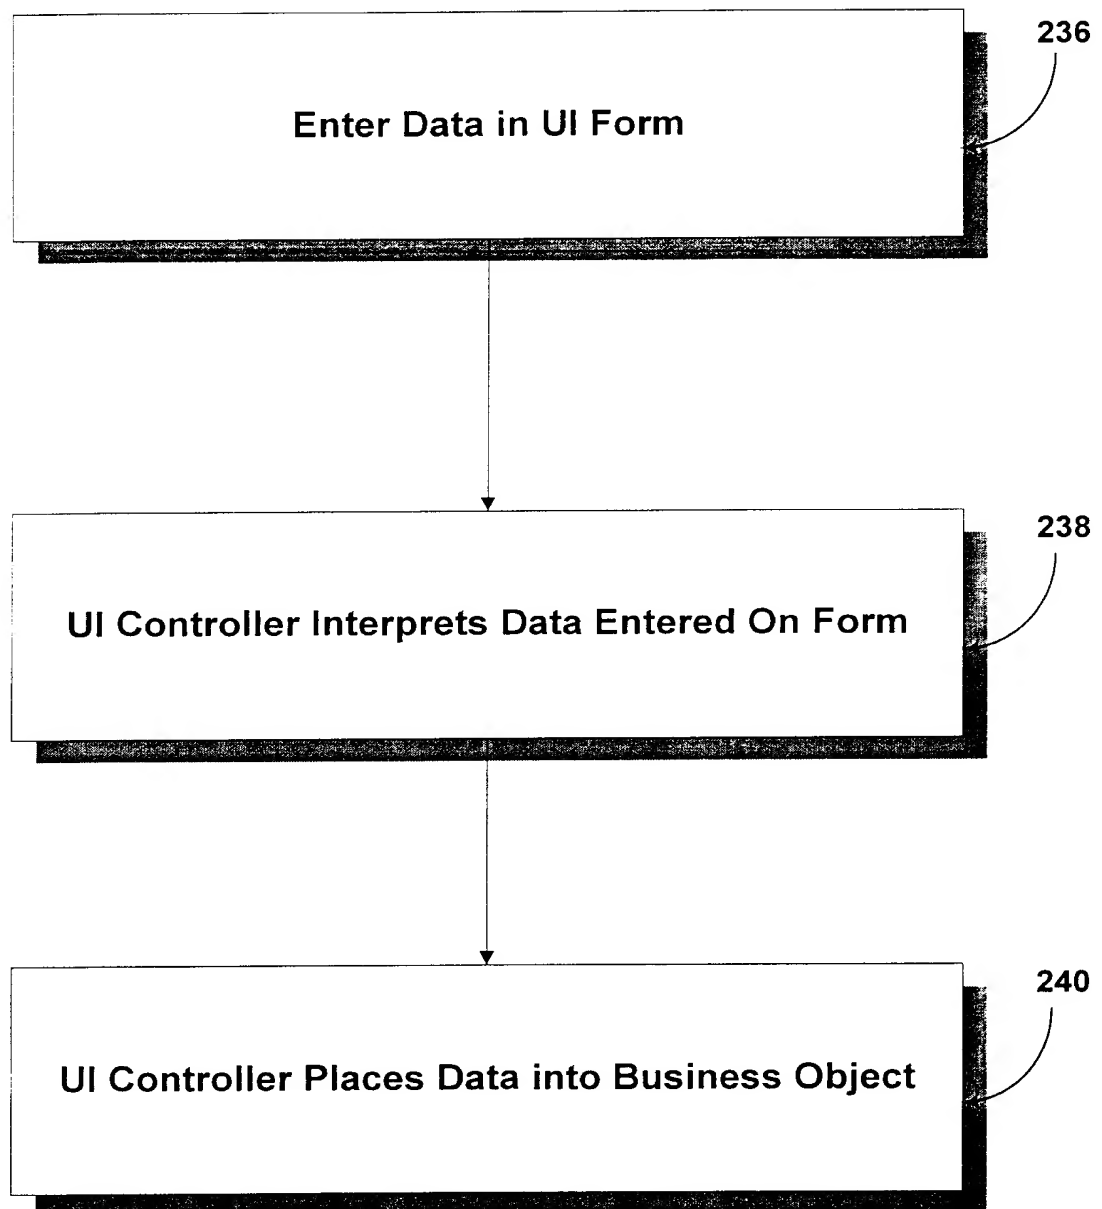 236
Enter Data in UI Form
238
UI Controller Interprets Data Entered On Form
240
UI Controller Places Data into Business Object